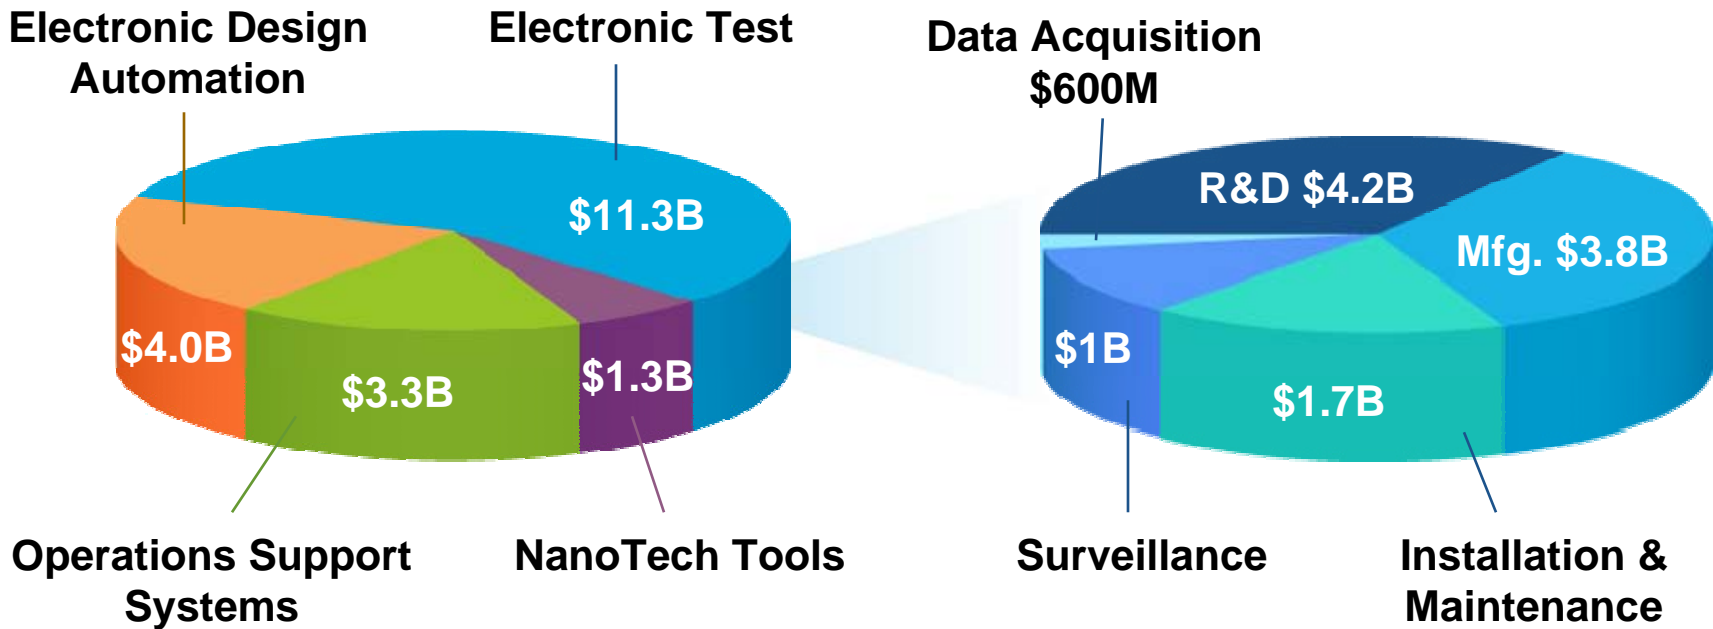 Electronic Design
Automation
Electronic Test
Data Acquisition
$600M
$11.3B
$4.0B
$3.3B
$1.3B
R&D $4.2B
Mfg. $3.8B
$1B
$1.7B
Operations Support
Systems
NanoTech Tools
Surveillance
Installation &
Maintenance